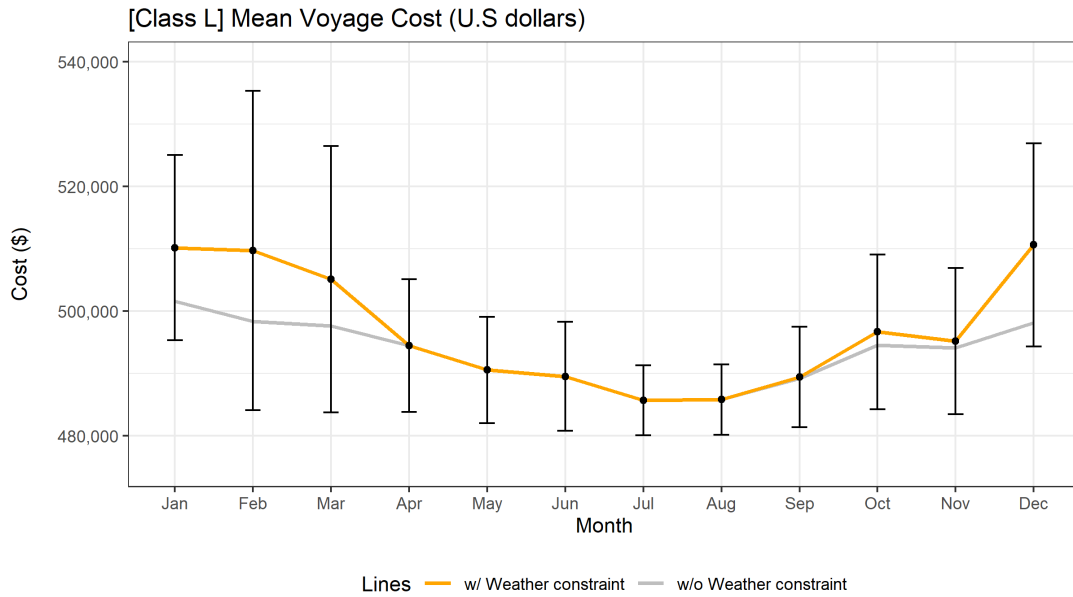 [Class L] Mean Voyage Cost (U.S dollars)
Cost ($)
540,000
520,000
500,000
480,000
Jan Feb Mar Apr May Jun Jul Aug Sep Oct Nov Dec
Month
Lines w/ Weather constraint w/o Weather constraint